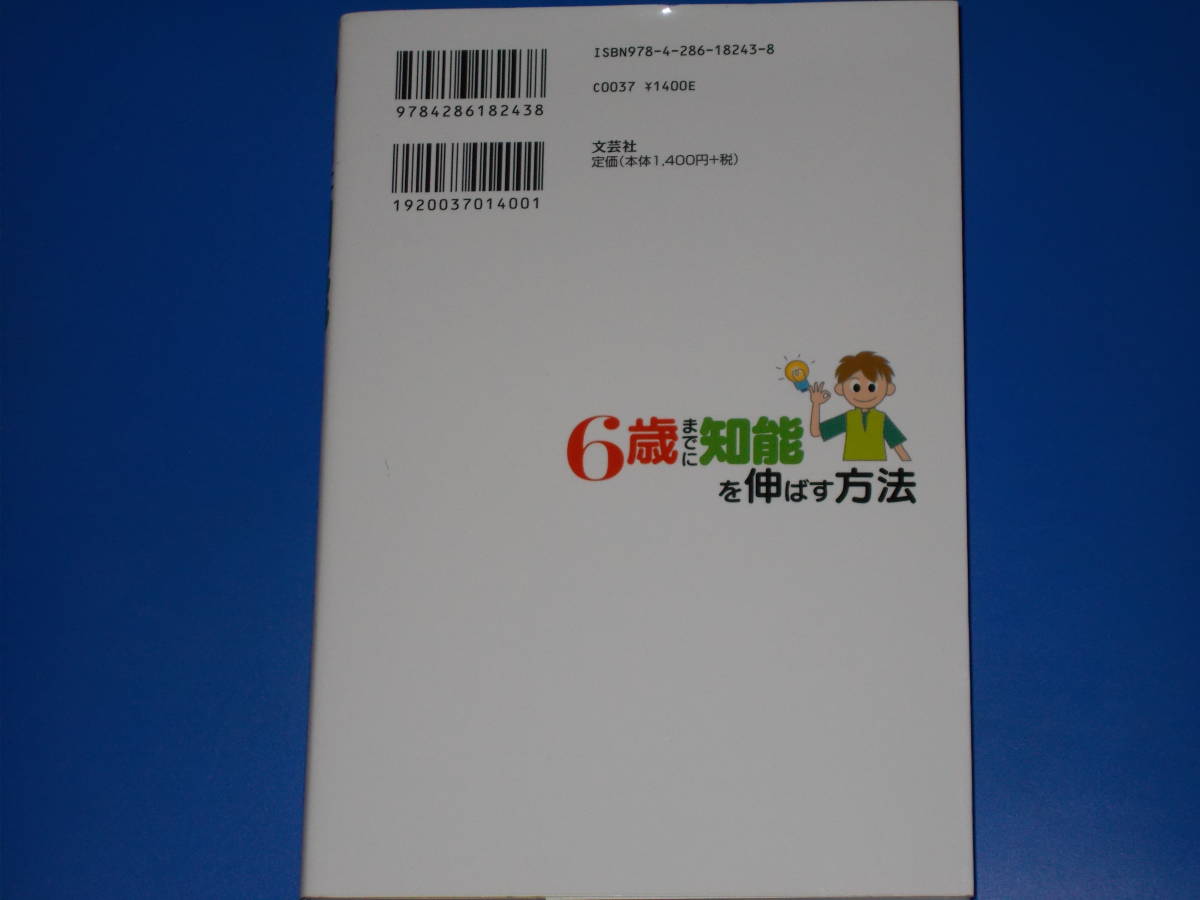 9784286182438
1920037014001
ISBN978-4-286-18243-8
C0037 ¥1400E
文芸社
定価(本体1,400円+税)
6歳までに知能
を伸ばす方法